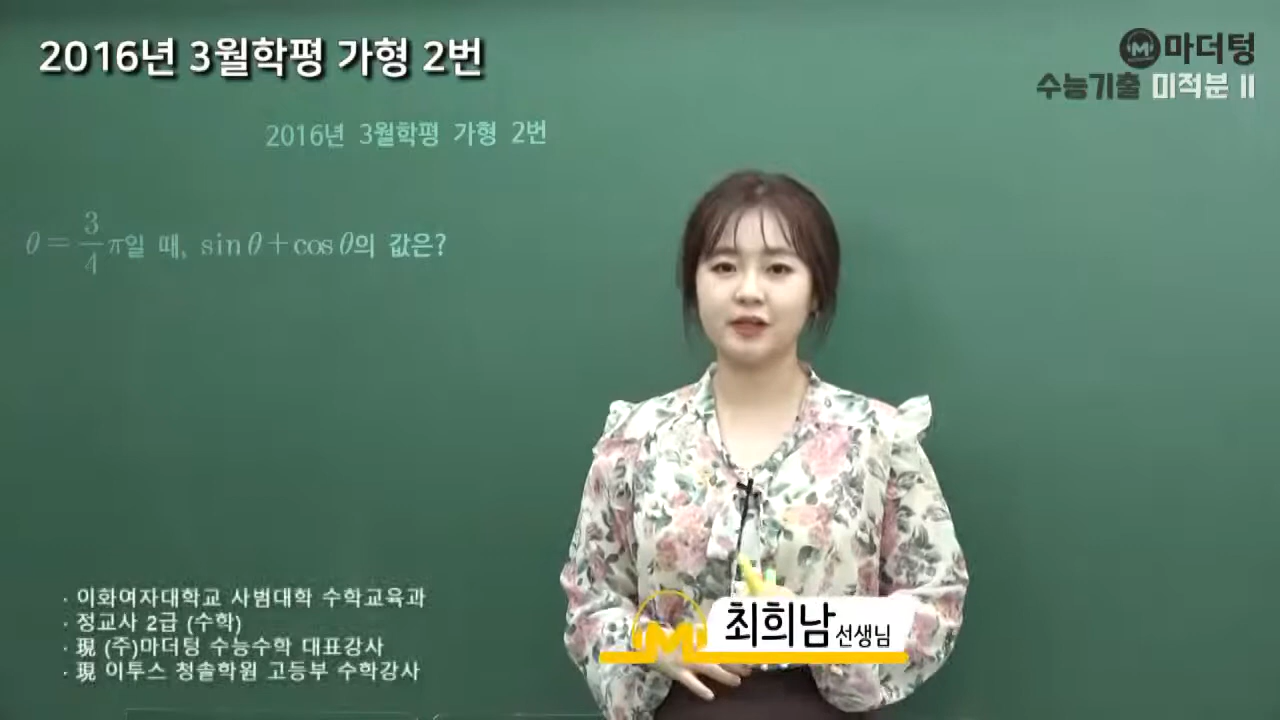 2016년 3월학평 가형 2번
마더텅
수능기출 미적분 II
2016년 3월학평 가형 2번
θ = 3/4 π일 때, sin θ + cos θ의 값은?
· 이화여자대학교 사범대학 수학교육과
· 정교사 2급 (수학)
· 現 (주)마더텅 수능수학 대표강사
· 現 이투스 청솔학원 고등부 수학강사
M
최희남 선생님